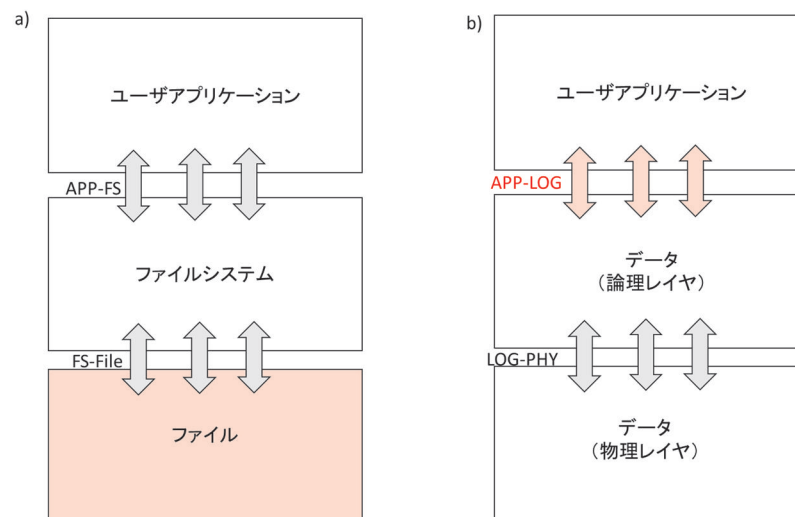 a)
ユーザアプリケーション
APP-FS
ファイルシステム
FS-File
ファイル
b)
ユーザアプリケーション
APP-LOG
データ
（論理レイヤ）
LOG-PHY
データ
（物理レイヤ）